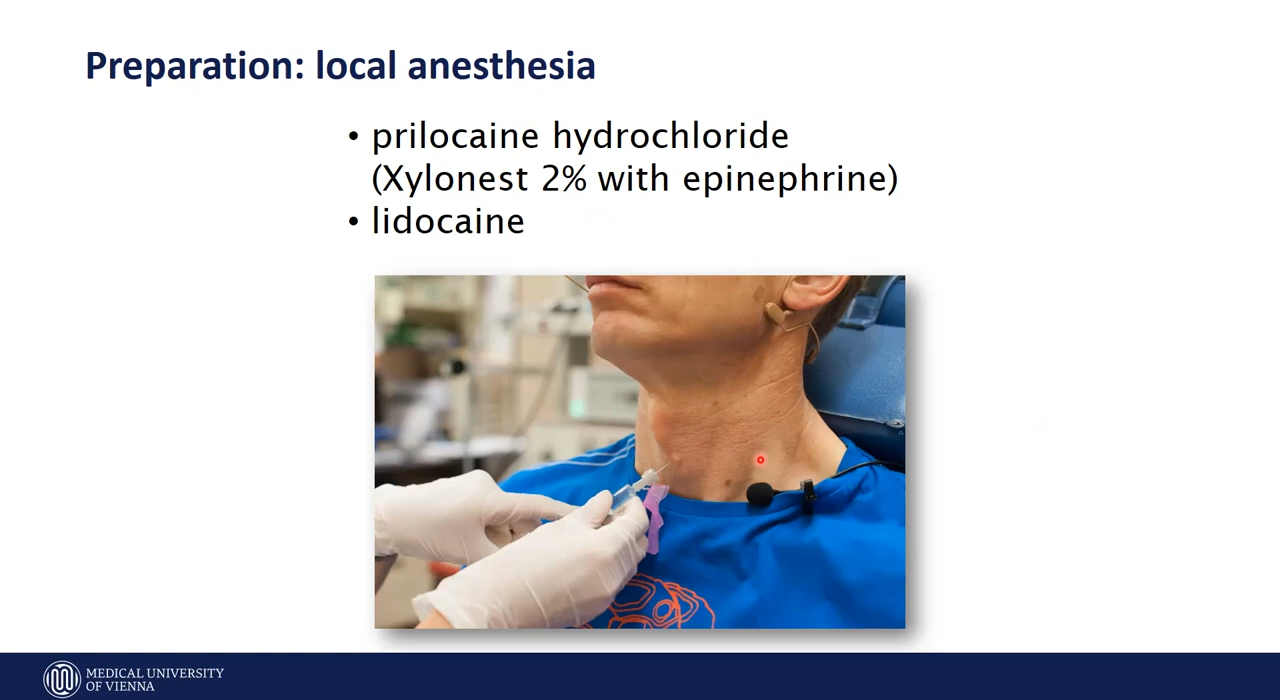 Preparation: local anesthesia
• prilocaine hydrochloride
(Xylonest 2% with epinephrine)
• lidocaine
MEDICAL UNIVERSITY
OF VIENNA